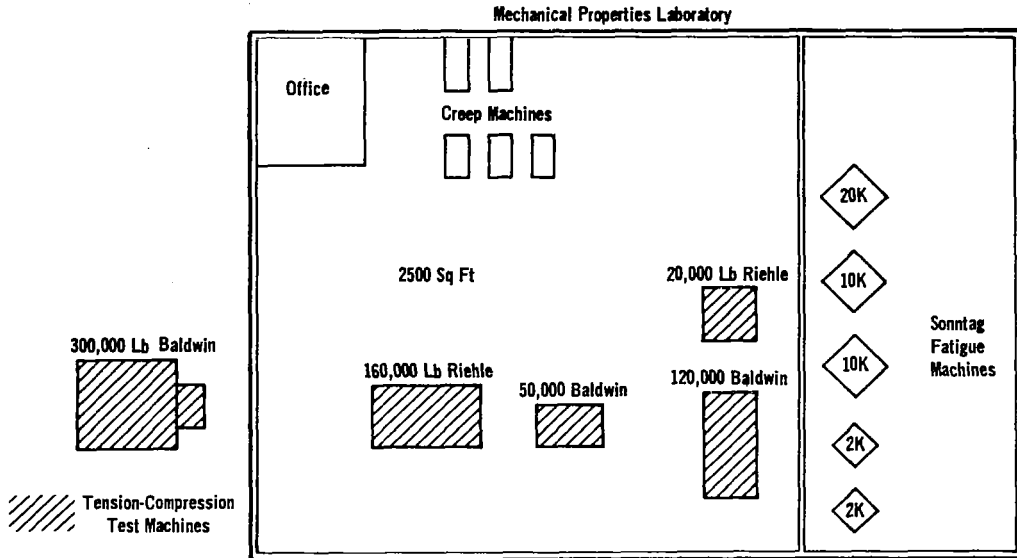 Mechanical Properties Laboratory
Office
Creep Machines
20K
2500 Sq Ft
20,000 Lb Riehle
10K
Sonntag
Fatigue
Machines
300,000 Lb Baldwin
160,000 Lb Riehle
50,000 Baldwin
120,000 Baldwin
10K
2K
2K
Tension-Compression
Test Machines